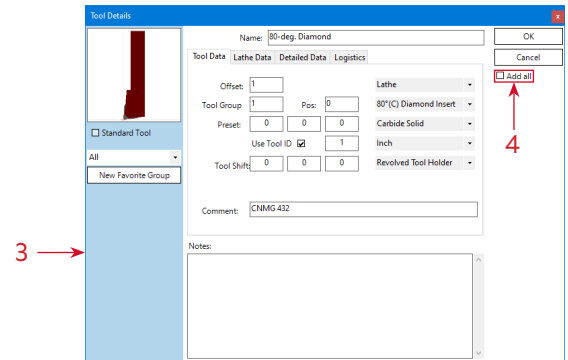 Tool Details
x
Name: 80-deg. Diamond
OK
Cancel
Add all
4
Tool Data Lathe Data Detailed Data Logistics
Offset: 1 Lathe
Tool Group 1 Pos: 0 80°(C) Diamond Insert
Preset: 0 0 0 Carbide Solid
Use Tool ID 1 Inch
Tool Shift: 0 0 0 Revolved Tool Holder
Comment: CNMG 432
Standard Tool
All
New Favorite Group
3
Notes: